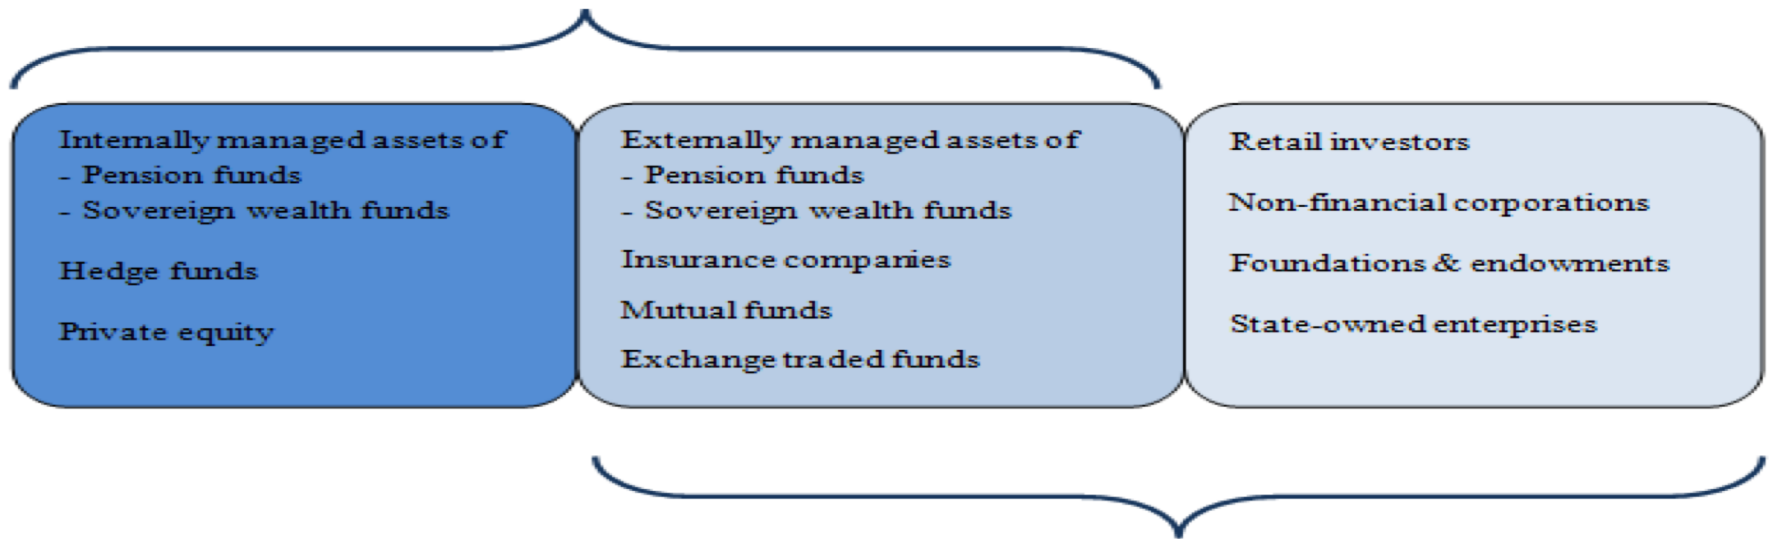 Internally managed assets of
- Pension funds
- Sovereign wealth funds
Hedge funds
Private equity
Externally managed assets of
- Pension funds
- Sovereign wealth funds
Insurance companies
Mutual funds
Exchange traded funds
Retail investors
Non-financial corporations
Foundations & endowments
State-owned enterprises